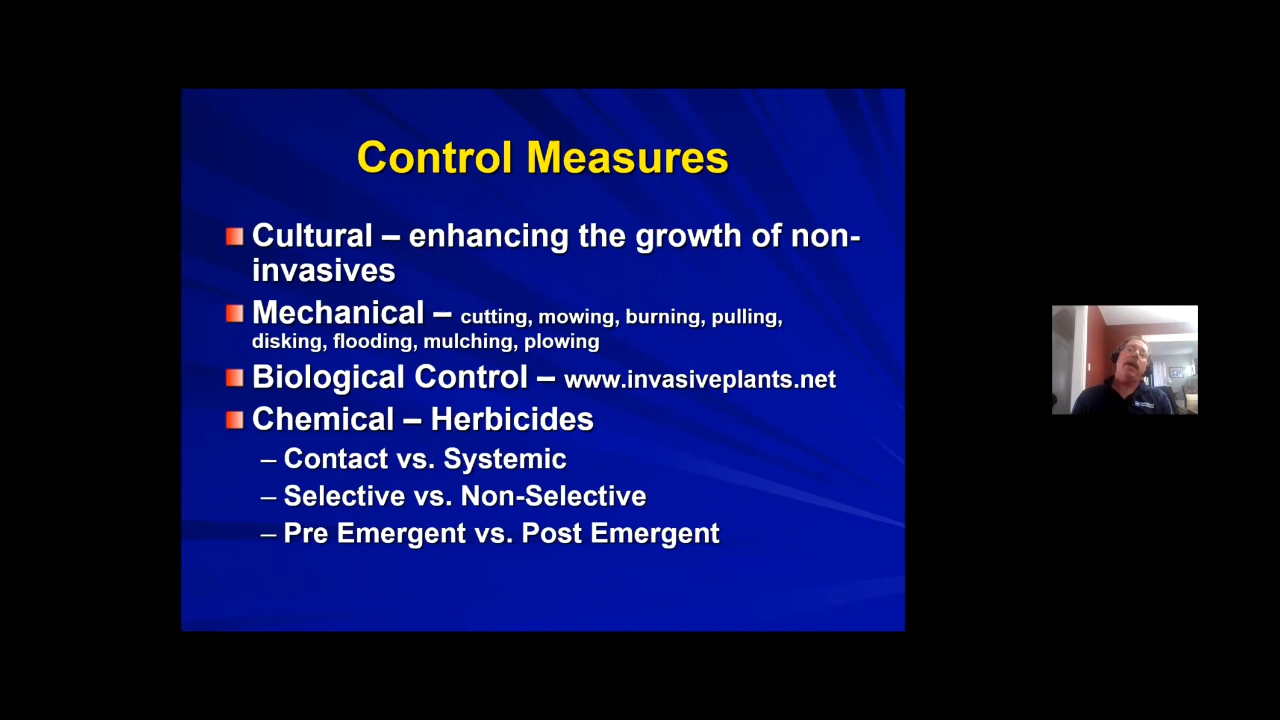 Control Measures
Cultural – enhancing the growth of non-
invasives
Mechanical – cutting, mowing, burning, pulling,
disking, flooding, mulching, plowing
Biological Control – www.invasiveplants.net
Chemical – Herbicides
– Contact vs. Systemic
– Selective vs. Non-Selective
– Pre Emergent vs. Post Emergent